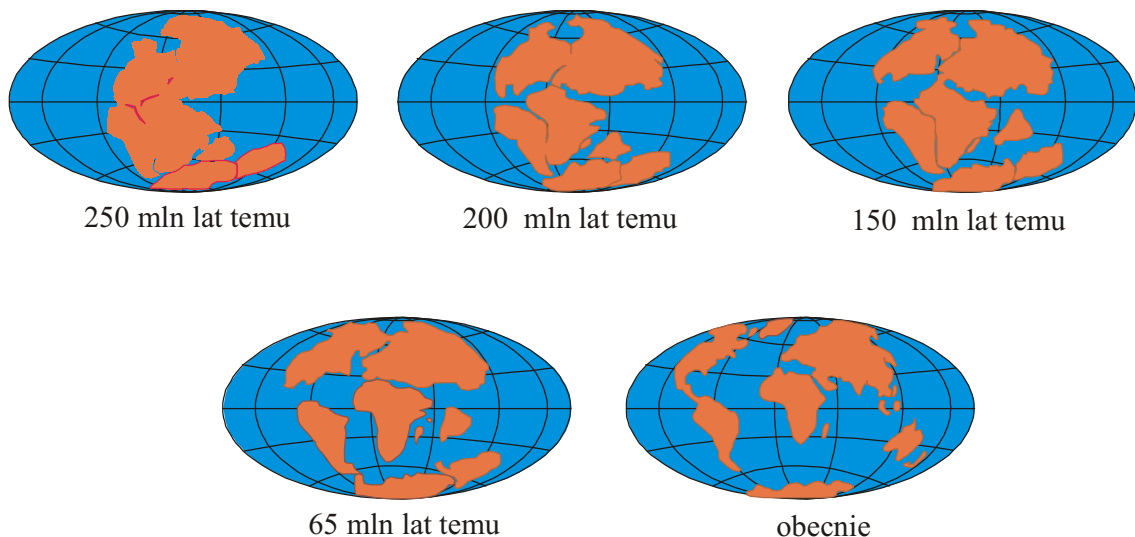 250 mln lat temu
200 mln lat temu
150 mln lat temu
65 mln lat temu
obecnie